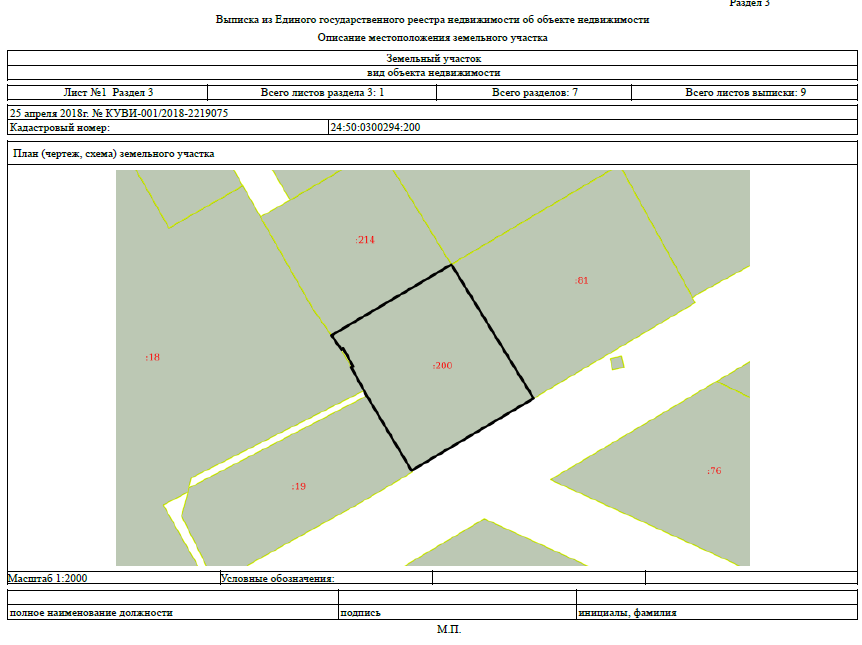 Раздел 3
Выписка из Единого государственного реестра недвижимости об объекте недвижимости
Описание местоположения земельного участка
Земельный участок
вид объекта недвижимости
Лист №1 Раздел 3 Всего листов раздела 3: 1 Всего разделов: 7 Всего листов выписки: 9
25 апреля 2018г. № КУВИ-001/2018-2219075
Кадастровый номер: 24:50:0300294:200
План (чертеж, схема) земельного участка
:214
:81
:18
:200
:76
:19
Масштаб 1:2000 Условные обозначения:
полное наименование должности подпись инициалы, фамилия
М.П.